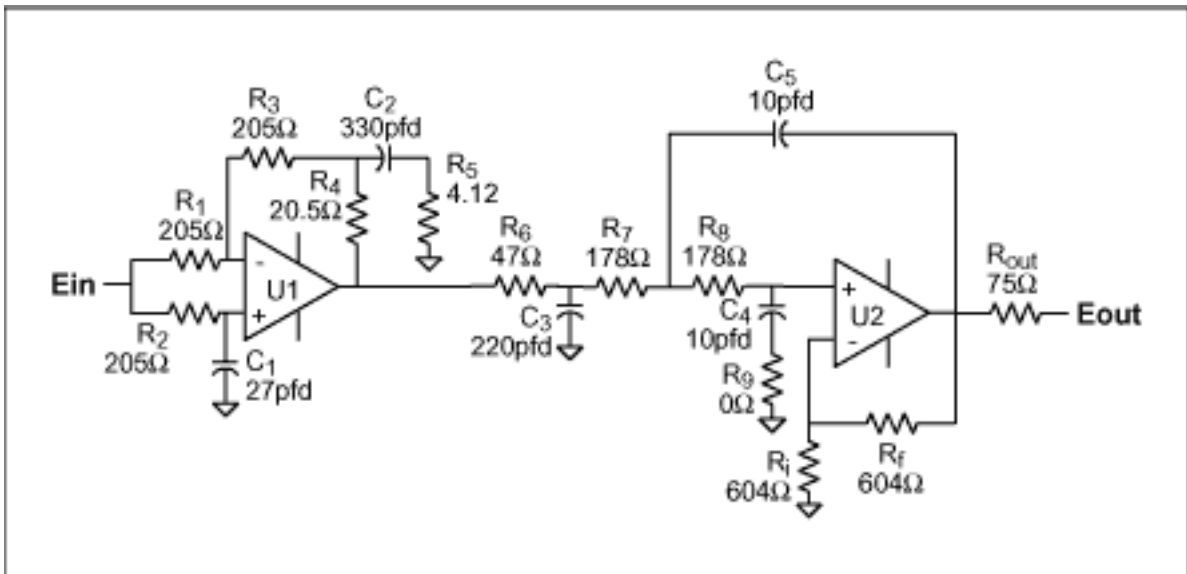 C5
10pfd
R3
205Ω
C2
330pfd
R5
4.12
R4
20.5Ω
R1
205Ω
-
U1
+
Ein
R2
205Ω
C1
27pfd
R6
47Ω
C3
220pfd
R7
178Ω
R8
178Ω
C4
10pfd
R9
0Ω
+
U2
-
Rout
75Ω
Eout
Ri
604Ω
Rf
604Ω